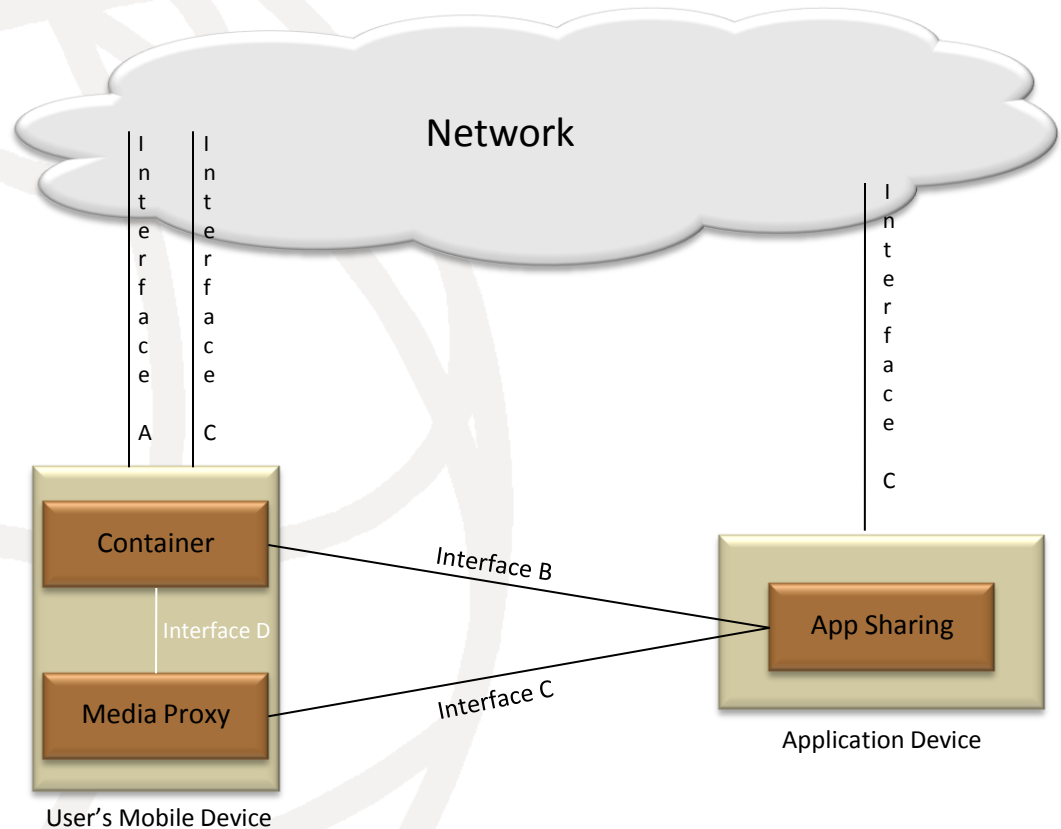 Network
Interface A
Interface C
Interface C
Container
Interface B
App Sharing
Interface D
Media Proxy
Interface C
Application Device
User's Mobile Device